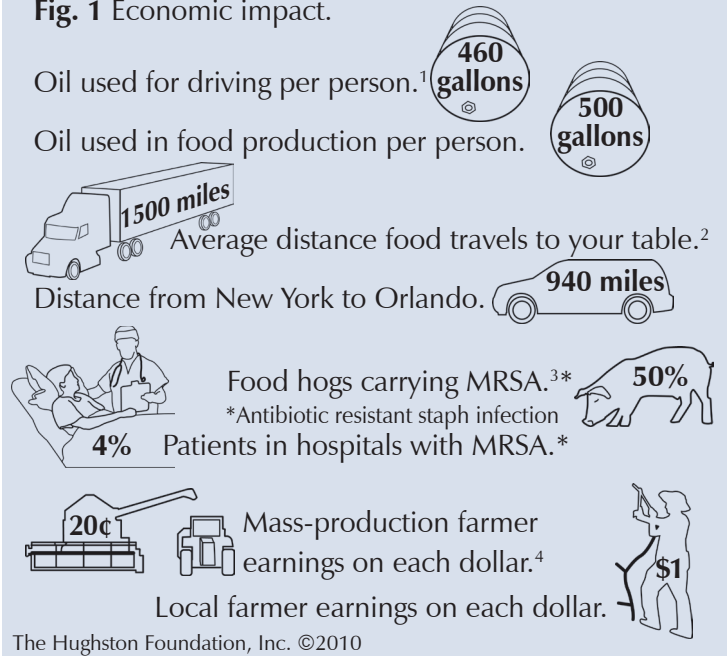 Fig. 1 Economic impact.
Oil used for driving per person.¹
460
gallons
Oil used in food production per person.
500
gallons
1500 miles
Average distance food travels to your table.²
Distance from New York to Orlando.
940 miles
Food hogs carrying MRSA.³*
50%
*Antibiotic resistant staph infection
4% Patients in hospitals with MRSA.*
20¢
Mass-production farmer
earnings on each dollar.⁴
$1
Local farmer earnings on each dollar.
The Hughston Foundation, Inc. ©2010